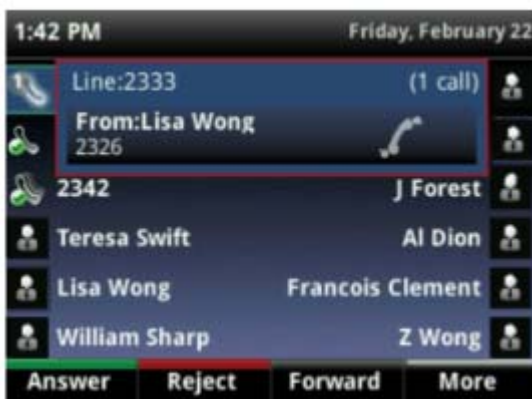 1:42 PM Friday, February 22
1
Line:2333 (1 call)
From:Lisa Wong
2326
2342 J Forest
Teresa Swift Al Dion
Lisa Wong Francois Clement
William Sharp Z Wong
Answer Reject Forward More